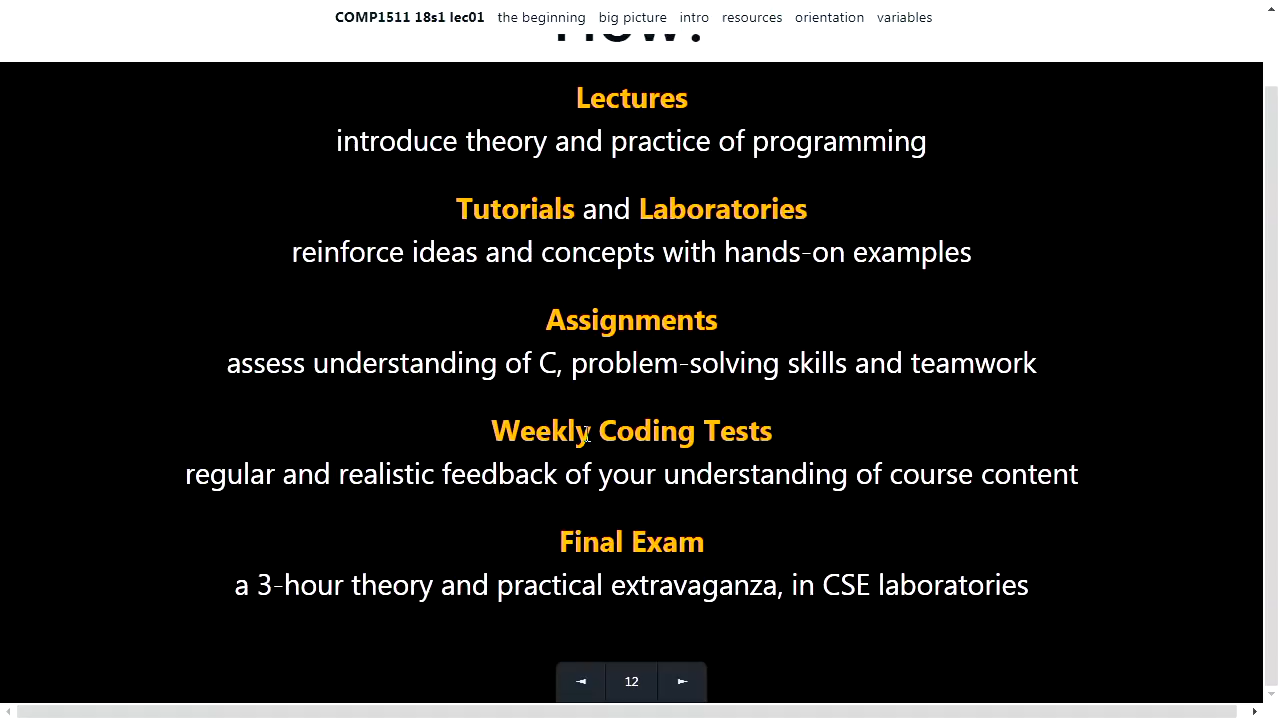 COMP1511 18s1 lec01 the beginning big picture intro resources orientation variables
How?
Lectures
introduce theory and practice of programming
Tutorials and Laboratories
reinforce ideas and concepts with hands-on examples
Assignments
assess understanding of C, problem-solving skills and teamwork
Weekly Coding Tests
regular and realistic feedback of your understanding of course content
Final Exam
a 3-hour theory and practical extravaganza, in CSE laboratories
12